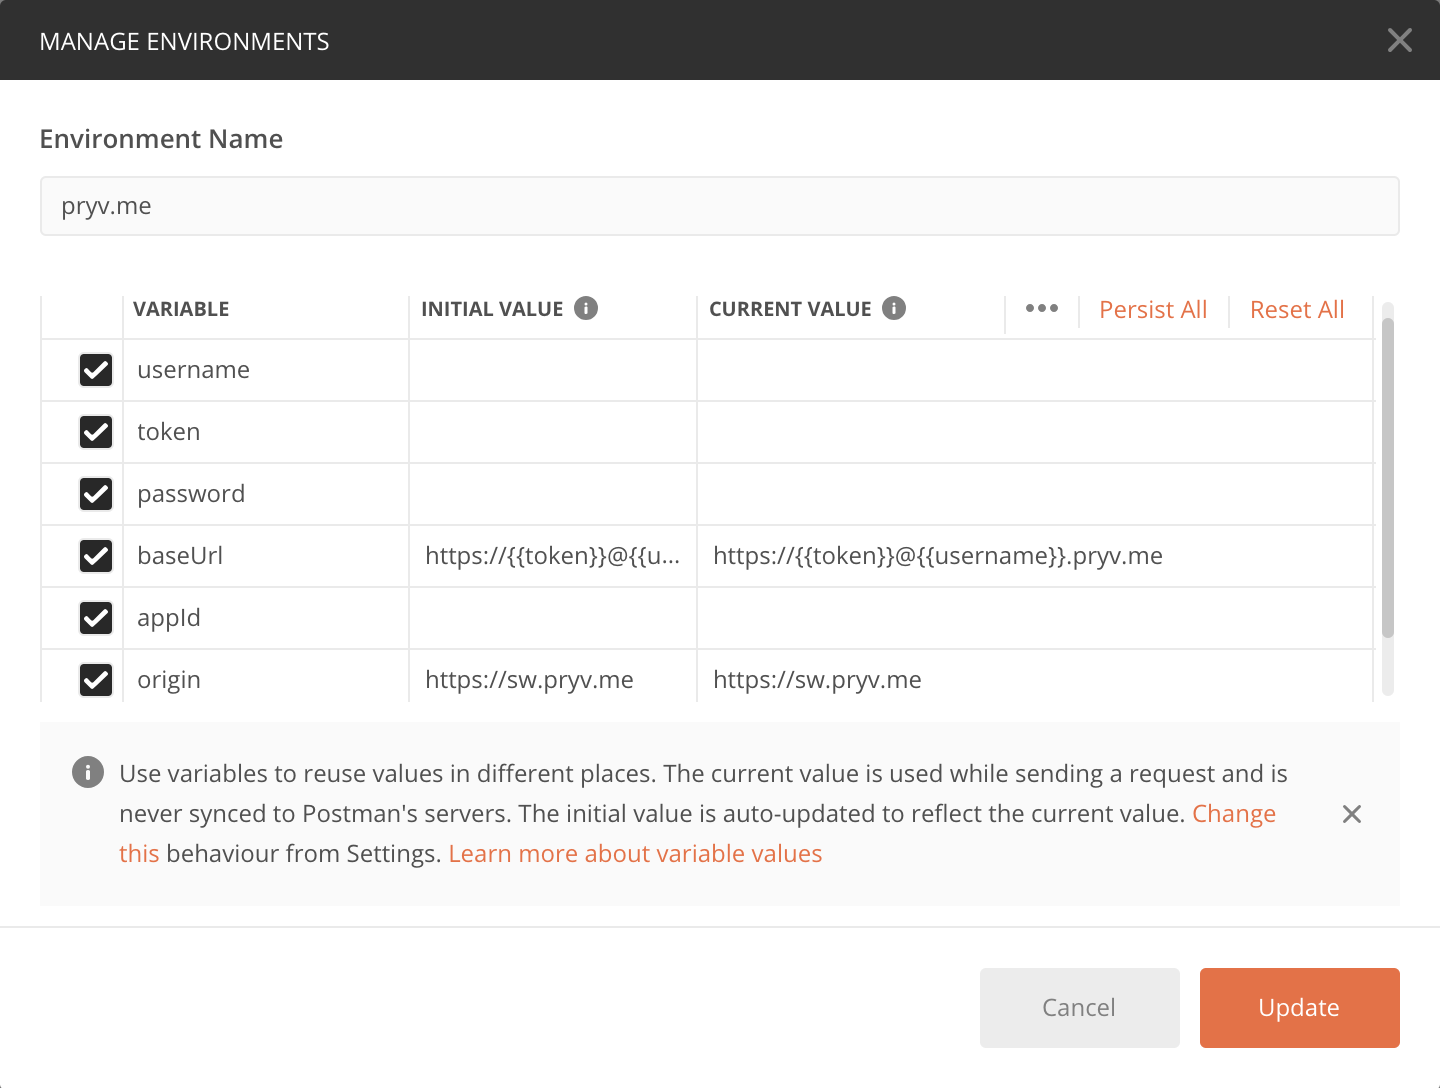 MANAGE ENVIRONMENTS
Environment Name
pryv.me
VARIABLE INITIAL VALUE CURRENT VALUE ••• Persist All Reset All
username
token
password
baseUrl https://{{token}}@{{u... https://{{token}}@{{username}}.pryv.me
appId
origin https://sw.pryv.me https://sw.pryv.me
Use variables to reuse values in different places. The current value is used while sending a request and is
never synced to Postman's servers. The initial value is auto-updated to reflect the current value. Change
this behaviour from Settings. Learn more about variable values
Cancel Update